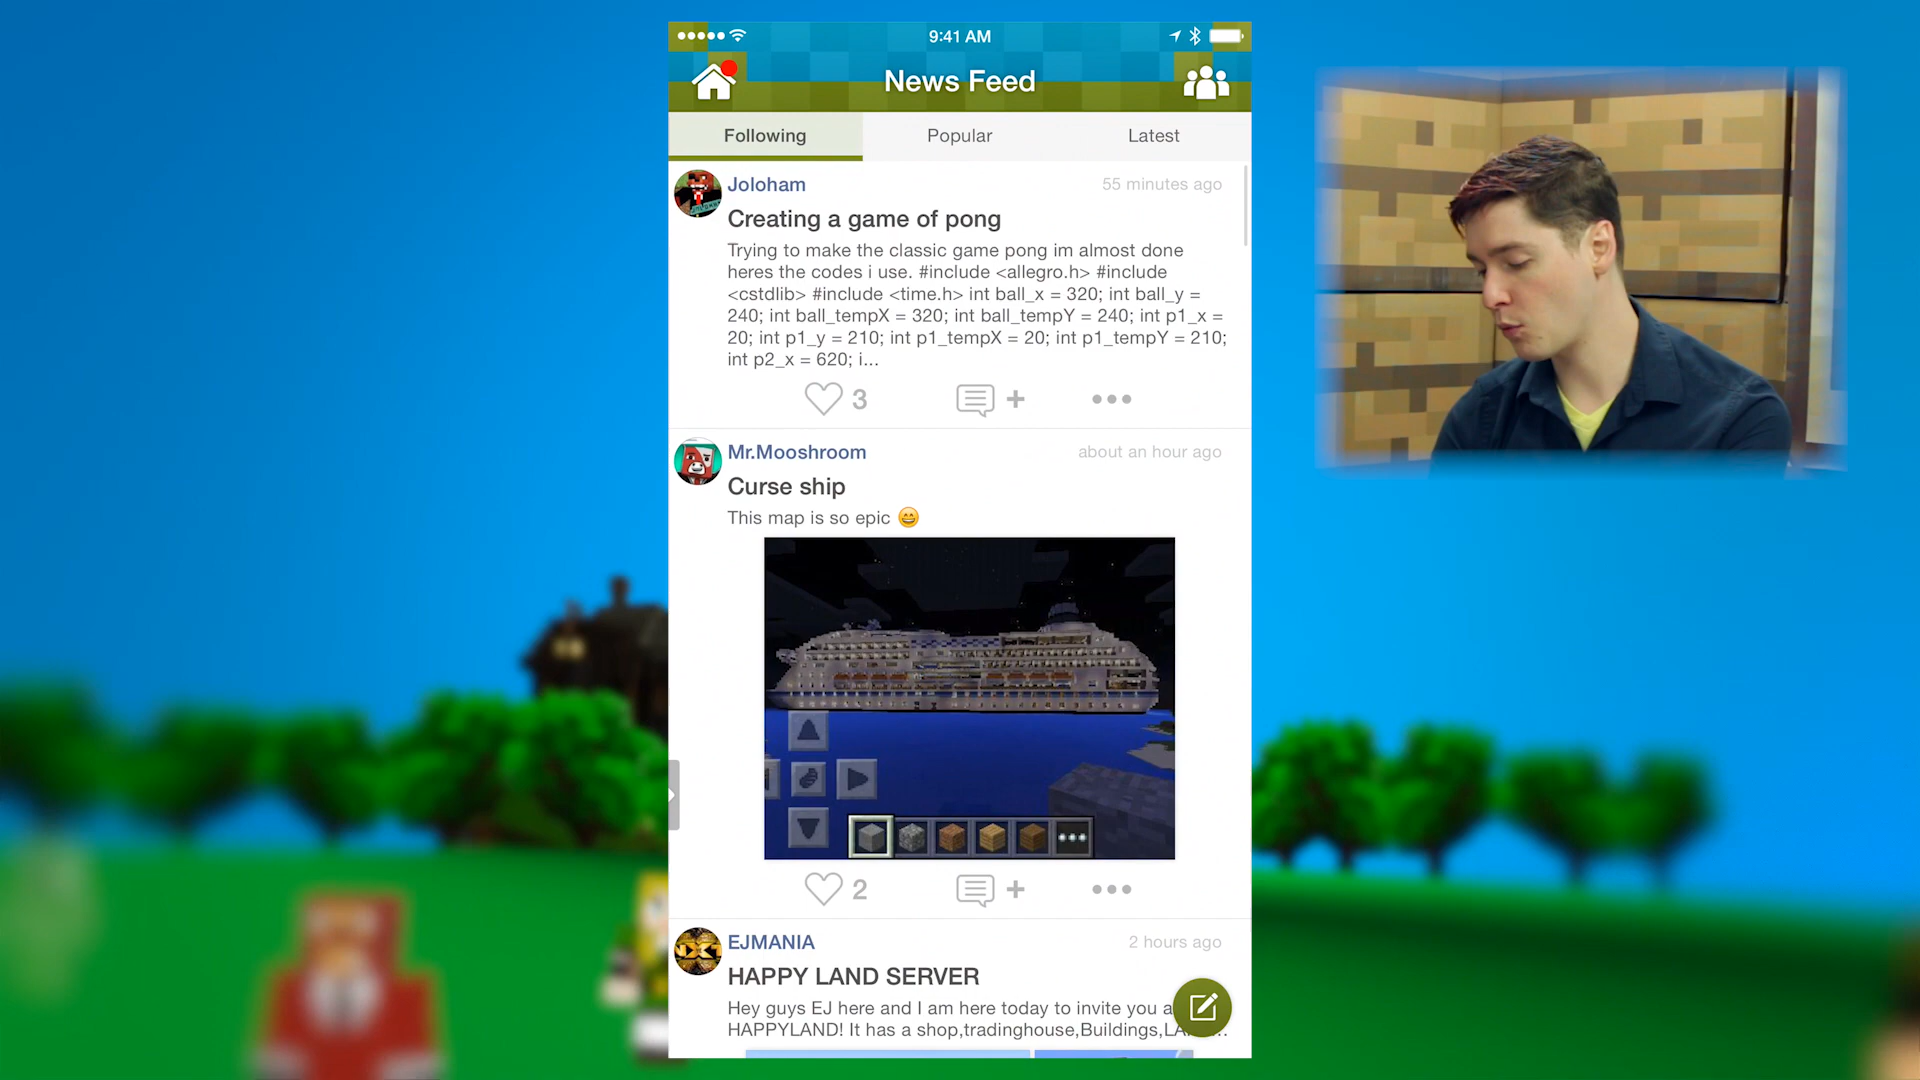 9:41 AM
News Feed
Following
Popular
Latest
Joloham
55 minutes ago
Creating a game of pong
Trying to make the classic game pong im almost done
heres the codes i use. #include <allegro.h> #include
<cstdlib> #include <time.h> int ball_x = 320; int ball_y =
240; int ball_tempX = 320; int ball_tempY = 240; int p1_x =
20; int p1_y = 210; int p1_tempX = 20; int p1_tempY = 210;
int p2_x = 620; i...
3
+
Mr.Mooshroom
about an hour ago
Curse ship
This map is so epic 😄
2
+
EJMANIA
2 hours ago
HAPPY LAND SERVER
Hey guys EJ here and I am here today to invite you
HAPPYLAND! It has a shop,tradinghouse,Buildings,